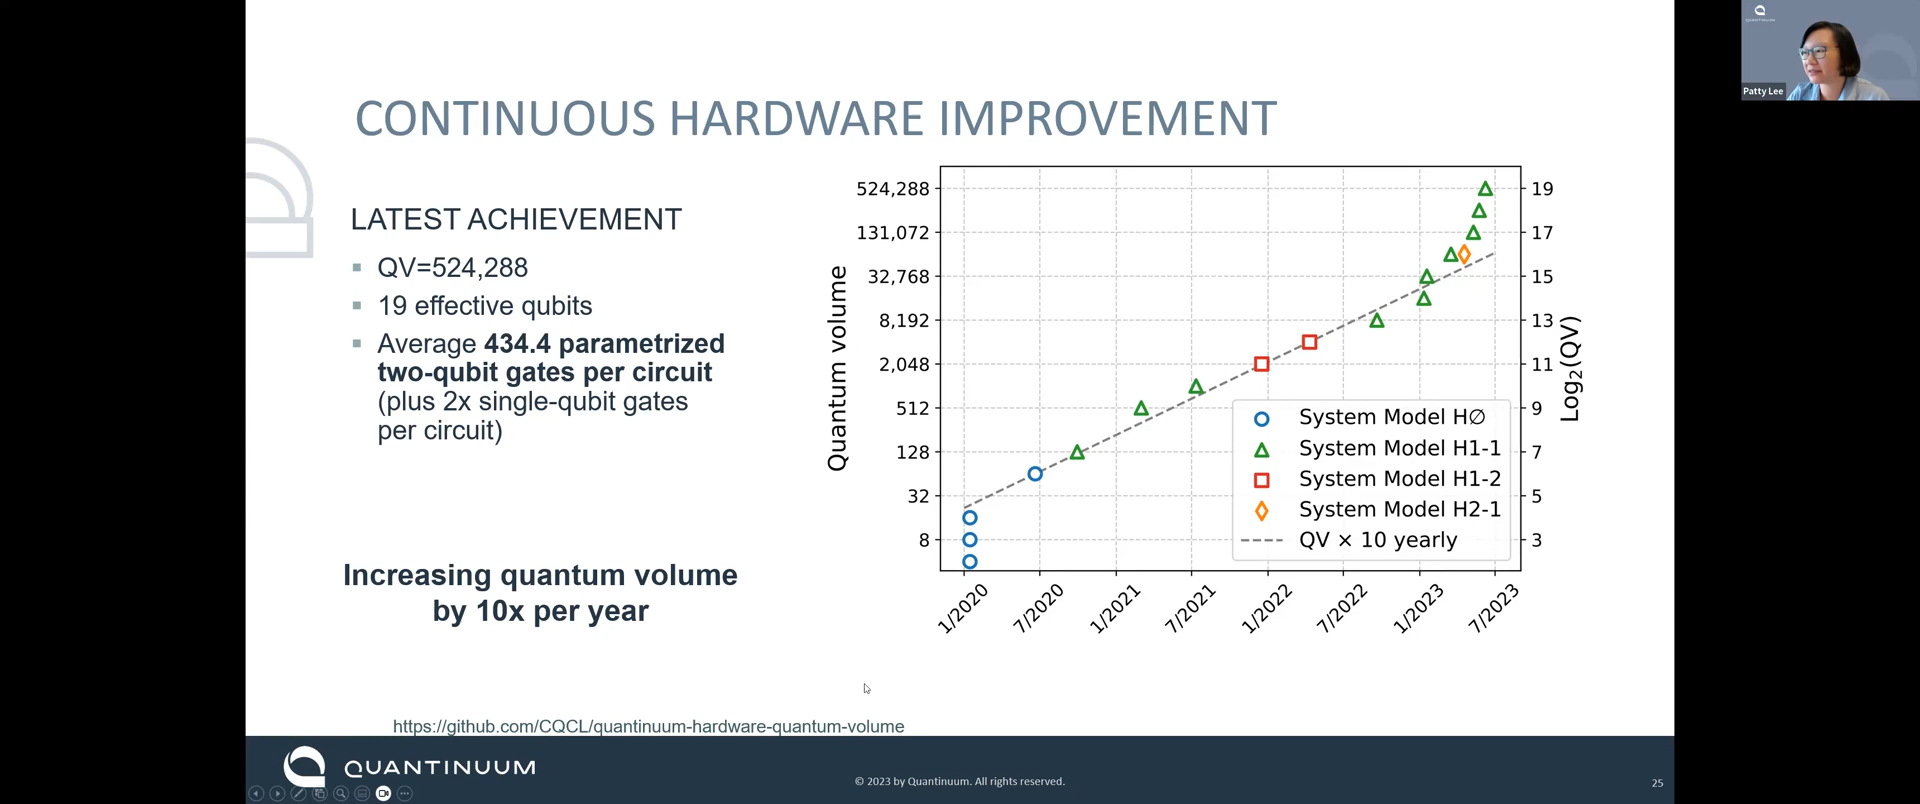 QUANTINUUM
Patty Lee
CONTINUOUS HARDWARE IMPROVEMENT
LATEST ACHIEVEMENT
▪ QV=524,288
▪ 19 effective qubits
▪ Average 434.4 parametrized
two-qubit gates per circuit
(plus 2x single-qubit gates
per circuit)
Increasing quantum volume
by 10x per year
Quantum volume
524,288
131,072
32,768
8,192
2,048
512
128
32
8
19
17
15
13
11
9
7
5
3
Log₂(QV)
System Model H∅
System Model H1-1
System Model H1-2
System Model H2-1
QV × 10 yearly
1/2020
7/2020
1/2021
7/2021
1/2022
7/2022
1/2023
7/2023
https://github.com/CQCL/quantinuum-hardware-quantum-volume
QUANTINUUM
© 2023 by Quantinuum. All rights reserved.
25